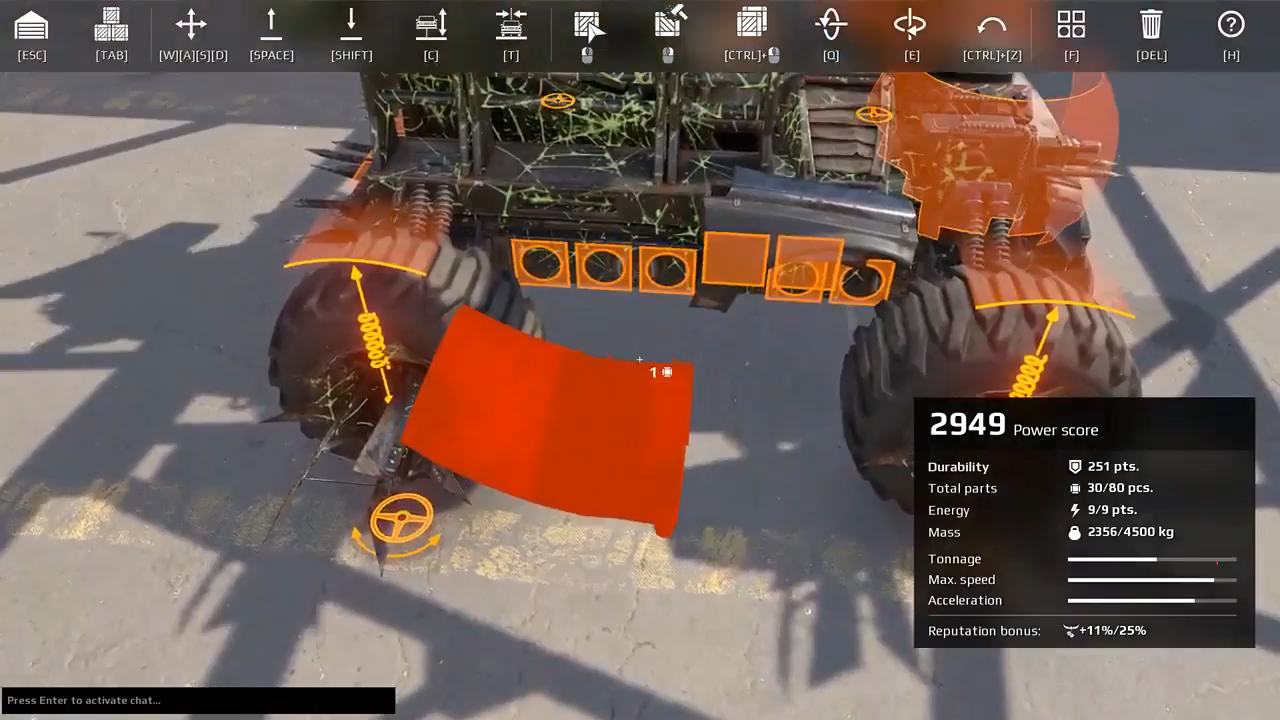 [ESC] [TAB] [W][A][S][D] [SPACE] [SHIFT] [C] [T] [CTRL]+ [Q] [E] [CTRL]+[Z] [F] [DEL] [H]
1
2949 Power score
Durability 251 pts.
Total parts 30/80 pcs.
Energy 9/9 pts.
Mass 2356/4500 kg
Tonnage
Max. speed
Acceleration
Reputation bonus: +11%/25%
Press Enter to activate chat...